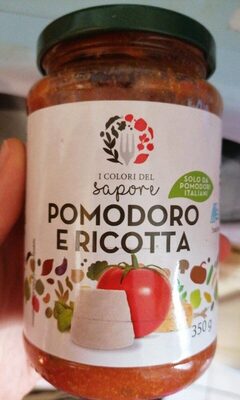 I COLORI DEL
sapore
SOLO DA
POMODORI
ITALIANI
POMODORO
E RICOTTA
350 g